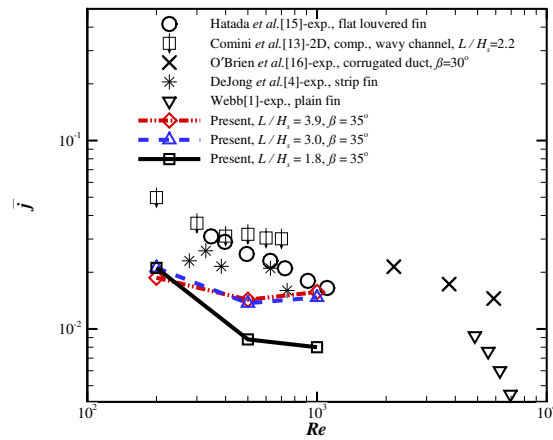 Hatada et al.[15]-exp., flat louvered fin
Comini et al.[13]-2D, comp., wavy channel, L / Hs=2.2
O'Brien et al.[16]-exp., corrugated duct, β=30°
DeJong et al.[4]-exp., strip fin
Webb[1]-exp., plain fin
Present, L / Hs = 3.9, β = 35°
Present, L / Hs = 3.0, β = 35°
Present, L / Hs = 1.8, β = 35°
10⁻¹
j̅
10⁻²
10² 10³ 10⁴
Re